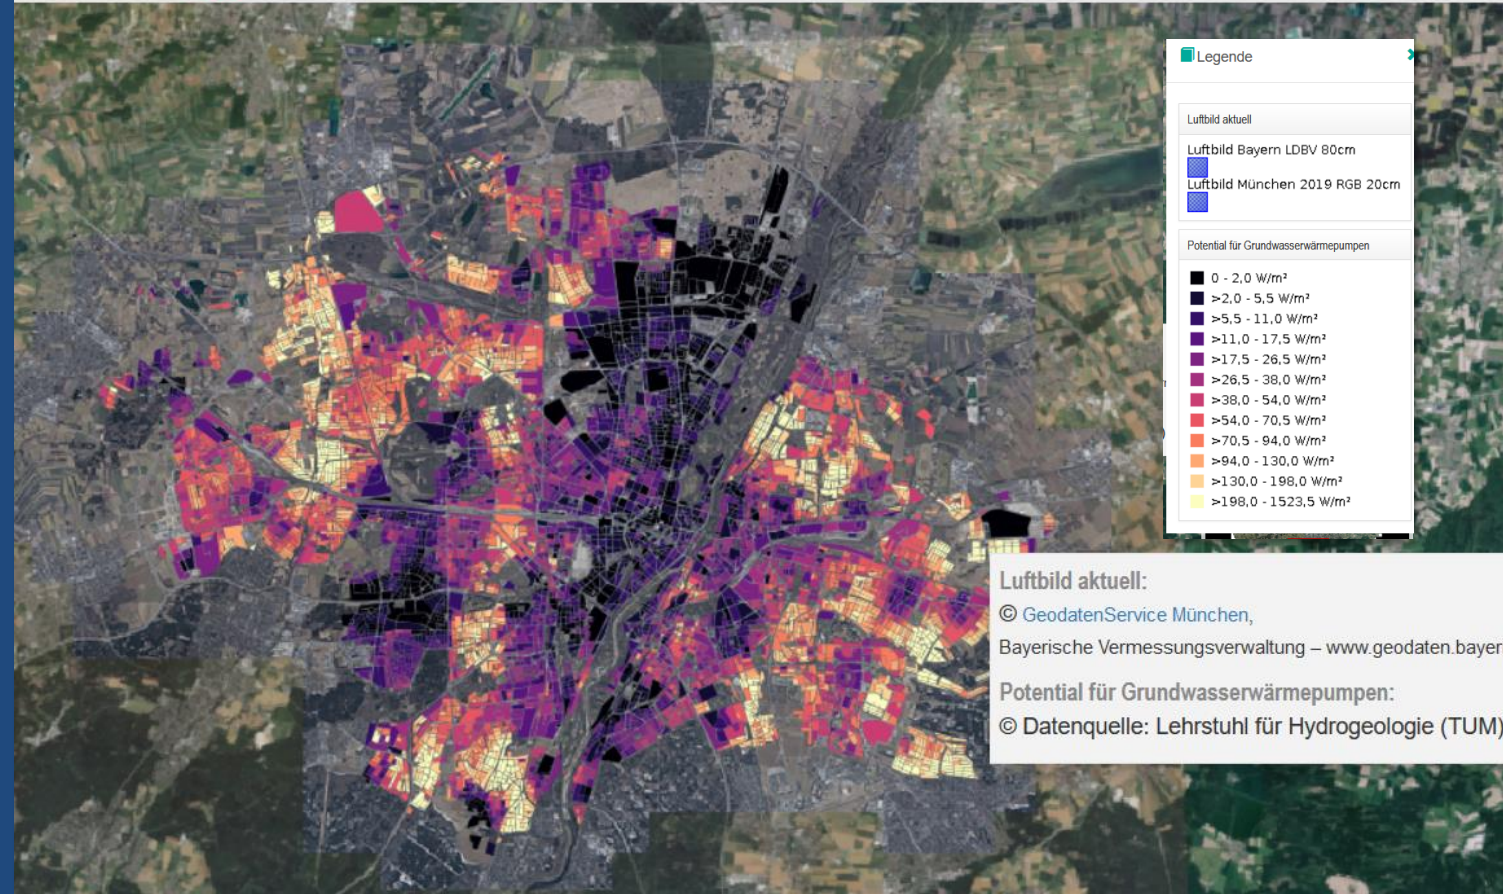 Legende
Luftbild aktuell
Luftbild Bayern LDBV 80cm
Luftbild München 2019 RGB 20cm
Potential für Grundwasserwärmepumpen
0 - 2,0 W/m²
>2,0 - 5,5 W/m²
>5,5 - 11,0 W/m²
>11,0 - 17,5 W/m²
>17,5 - 26,5 W/m²
>26,5 - 38,0 W/m²
>38,0 - 54,0 W/m²
>54,0 - 70,5 W/m²
>70,5 - 94,0 W/m²
>94,0 - 130,0 W/m²
>130,0 - 198,0 W/m²
>198,0 - 1523,5 W/m²
Luftbild aktuell:
© GeodatenService München,
Bayerische Vermessungsverwaltung – www.geodaten.bayer
Potential für Grundwasserwärmepumpen:
© Datenquelle: Lehrstuhl für Hydrogeologie (TUM)